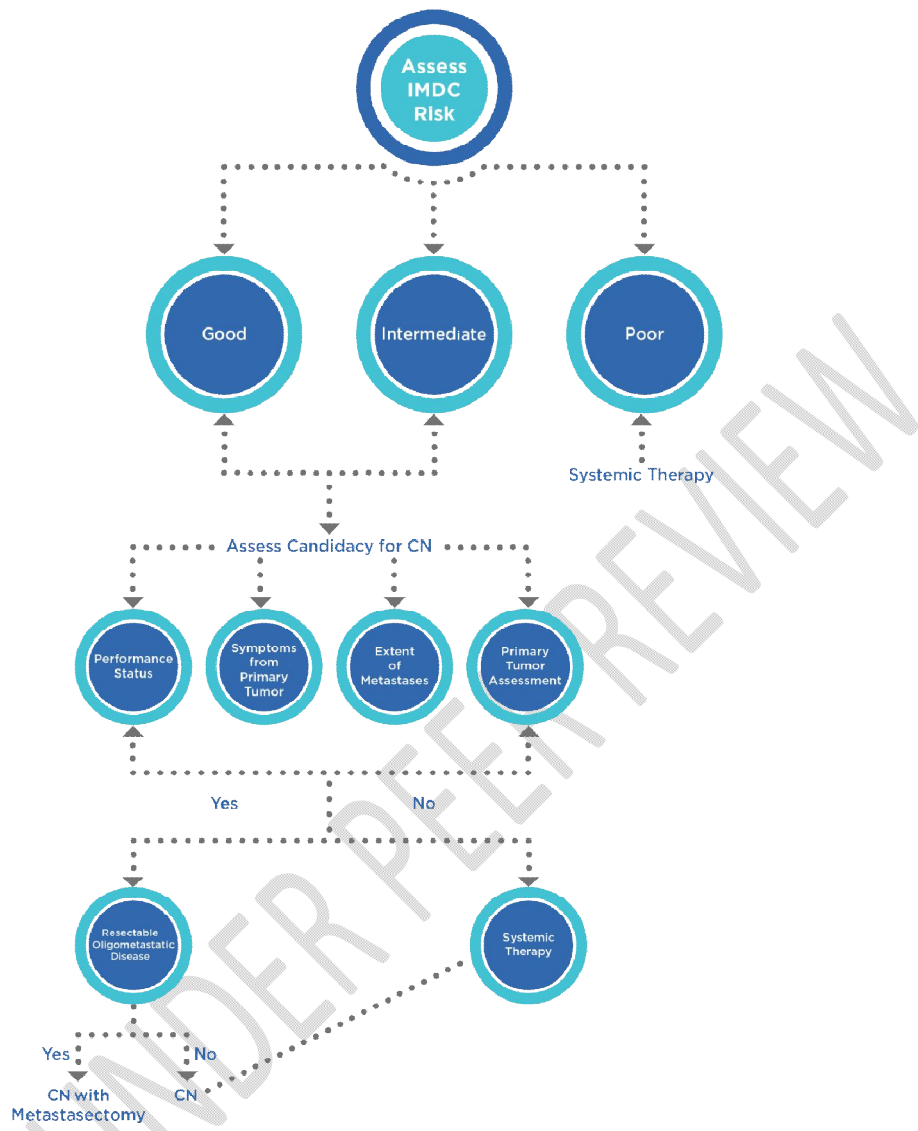 Assess
IMDC
Risk
Good
Intermediate
Poor
Systemic Therapy
Assess Candidacy for CN
Performance
Status
Symptoms
from
Primary
Tumor
Extent
of
Metastases
Primary
Tumor
Assessment
Yes
No
Resectable
Oligometastatic
Disease
Systemic
Therapy
Yes
No
CN with
Metastasectomy
CN
UNDER PEER REVIEW